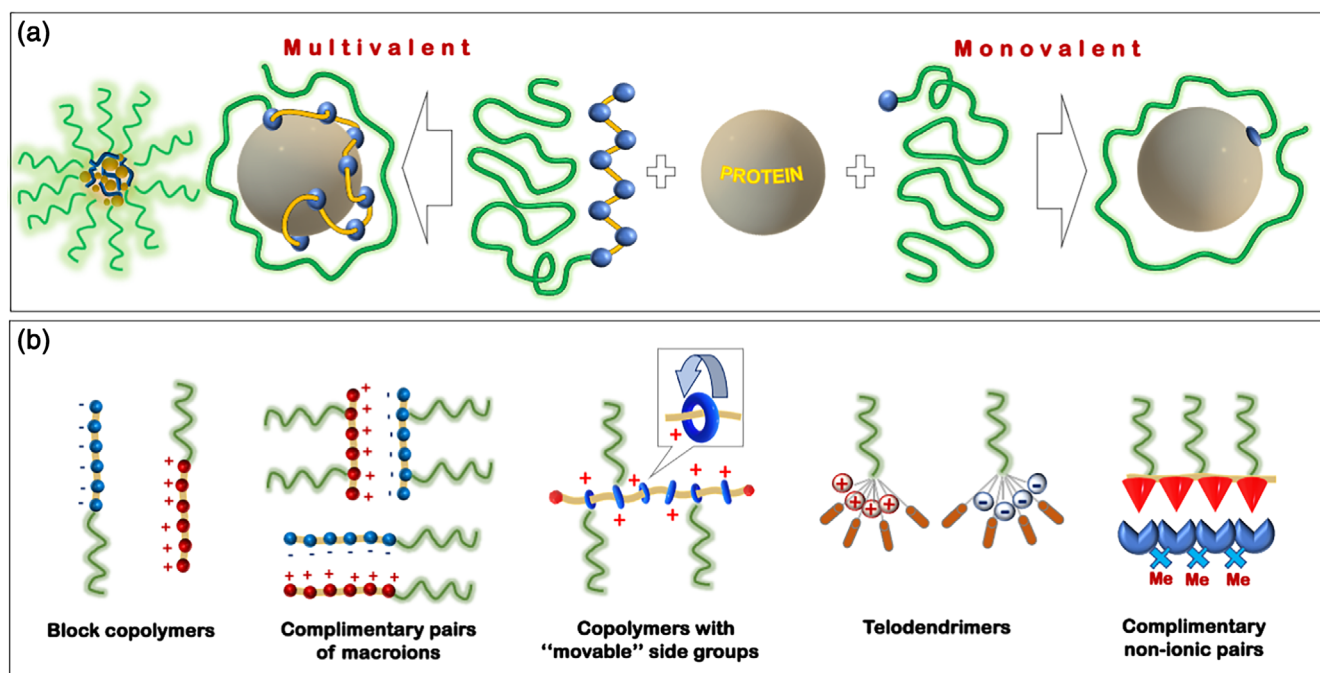 (a)
Multivalent
Monovalent
PROTEIN
(b)
- - - - - -
+ + + + + +
+ + + + + +
- - - - - -
- - - - - -
+ + + + + +
+
+ + + + + +
+ + + +
- - - -
Me Me Me
Block copolymers
Complimentary pairs
of macroions
Copolymers with
"movable" side groups
Telodendrimers
Complimentary
non-ionic pairs